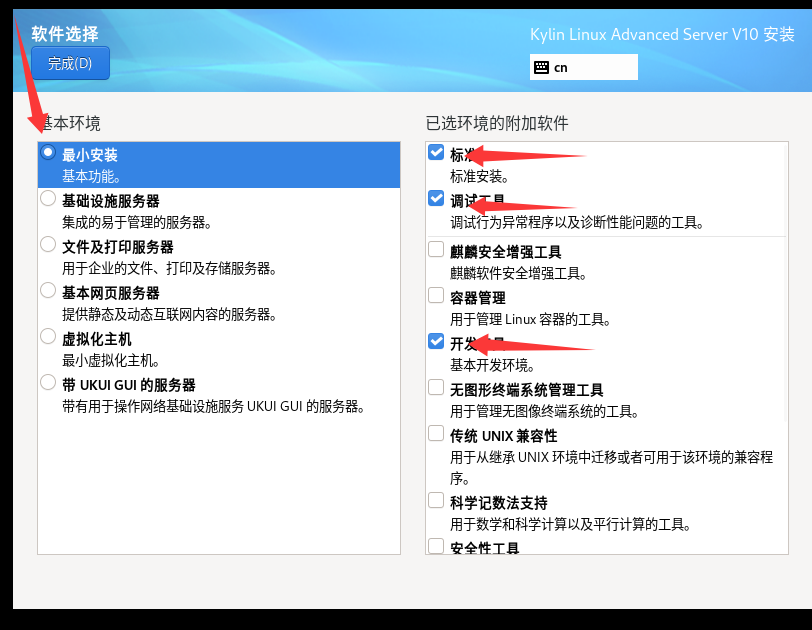 软件选择
Kylin Linux Advanced Server V10 安装
完成(D)
cn
基本环境
已选环境的附加软件
最小安装
基本功能。
基础设施服务器
集成的易于管理的服务器。
文件及打印服务器
用于企业的文件、打印及存储服务器。
基本网页服务器
提供静态及动态互联网内容的服务器。
虚拟化主机
最小虚拟化主机。
带 UKUI GUI 的服务器
带有用于操作网络基础设施服务 UKUI GUI 的服务器。
标准
标准安装。
调试工具
调试行为异常程序以及诊断性能问题的工具。
麒麟安全增强工具
麒麟软件安全增强工具。
容器管理
用于管理 Linux 容器的工具。
开发工具
基本开发环境。
无图形终端系统管理工具
用于管理无图像终端系统的工具。
传统 UNIX 兼容性
用于从继承 UNIX 环境中迁移或者可用于该环境的兼容程
序。
科学记数法支持
用于数学和科学计算以及平行计算的工具。
安全性工具